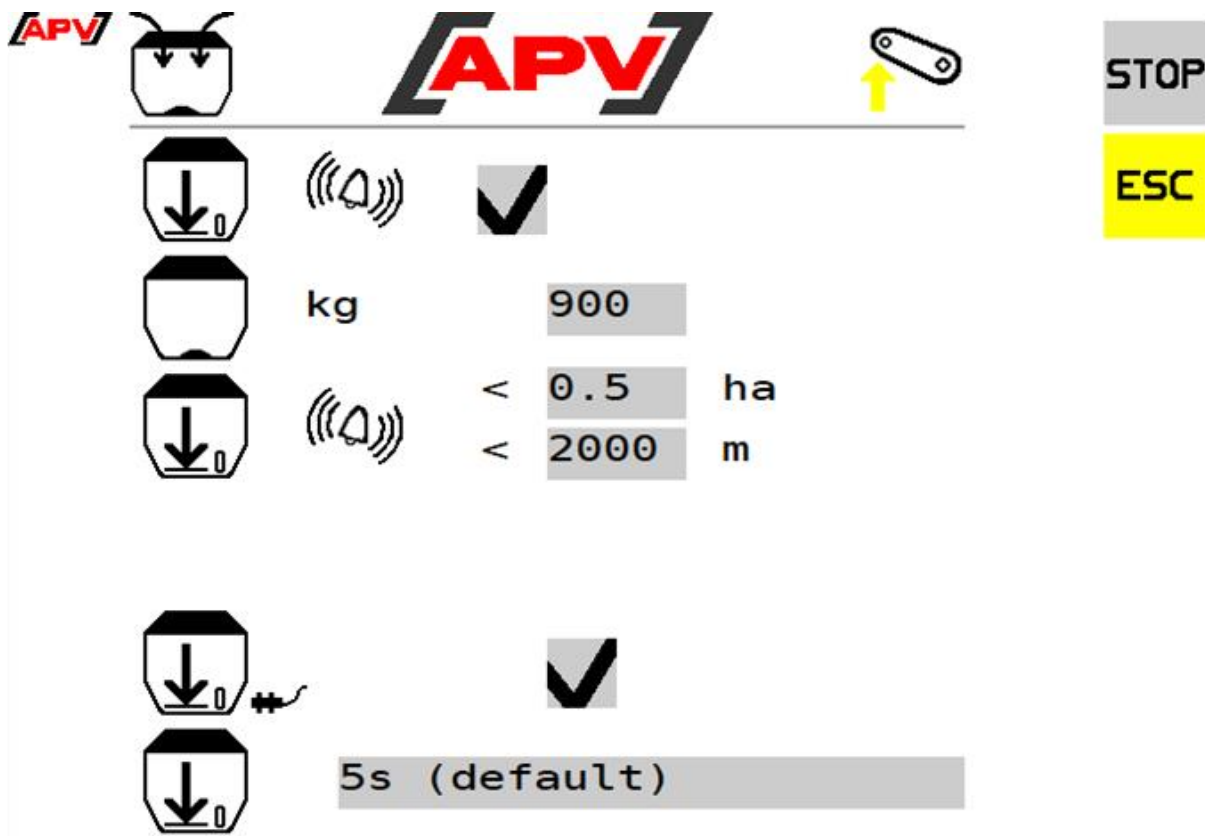 APV
APV
STOP
ESC
kg 900
< 0.5 ha
< 2000 m
5s (default)